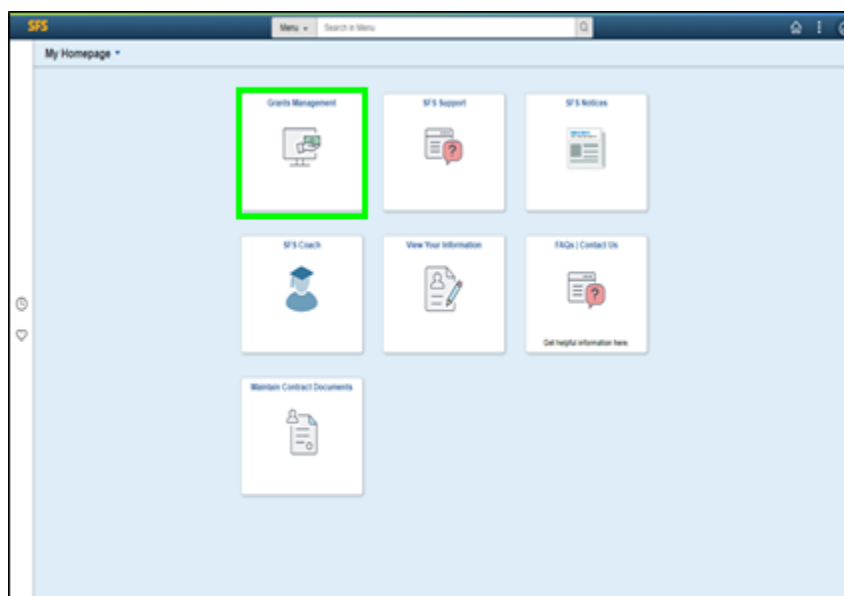 SFS
Menu
Search in Menu
My Homepage
Grants Management
SFS Support
SFS Notices
SFS Coach
View Your Information
FAQs | Contact Us
Get helpful information here.
Maintain Contract Documents